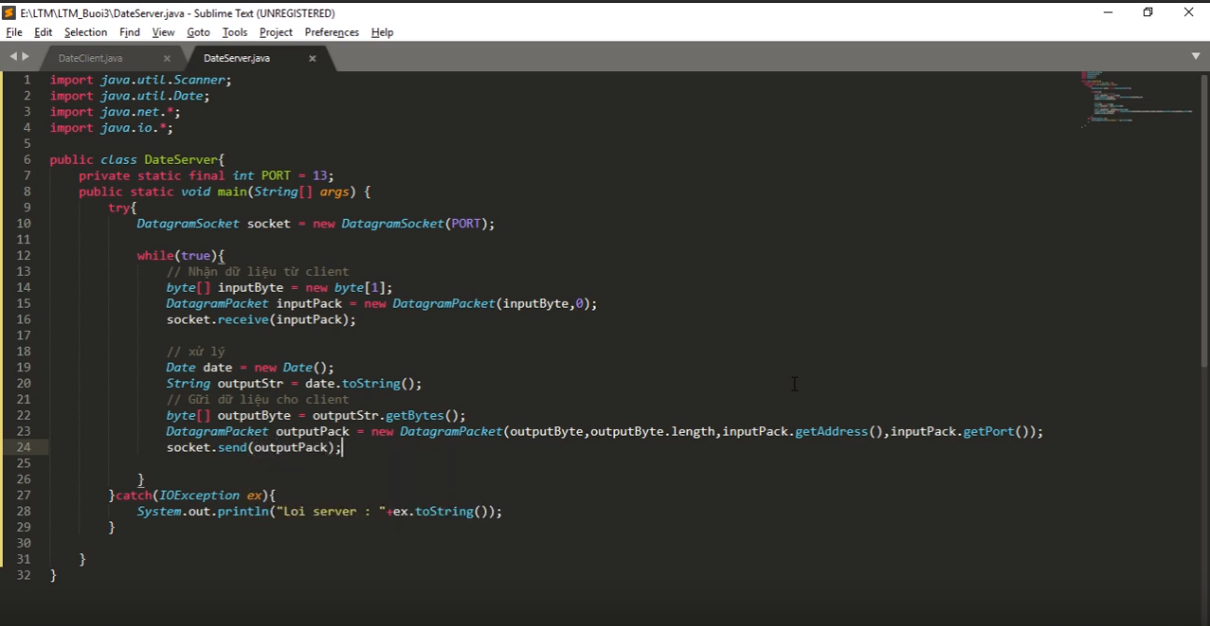 E:\LTM\LTM_Buoi3\DateServer.java - Sublime Text (UNREGISTERED)
File Edit Selection Find View Goto Tools Project Preferences Help
DateClient.java × DateServer.java ×
1 import java.util.Scanner;
2 import java.util.Date;
3 import java.net.*;
4 import java.io.*;
5
6 public class DateServer{
7     private static final int PORT = 13;
8     public static void main(String[] args) {
9         try{
10             DatagramSocket socket = new DatagramSocket(PORT);
11
12             while(true){
13                 // Nhận dữ liệu từ client
14                 byte[] inputByte = new byte[1];
15                 DatagramPacket inputPack = new DatagramPacket(inputByte,0);
16                 socket.receive(inputPack);
17
18                 // xử lý
19                 Date date = new Date();
20                 String outputStr = date.toString();
21                 // Gữi dữ liệu cho client
22                 byte[] outputByte = outputStr.getBytes();
23                 DatagramPacket outputPack = new DatagramPacket(outputByte,outputByte.length,inputPack.getAddress(),inputPack.getPort());
24                 socket.send(outputPack);
25
26             }
27         }catch(IOException ex){
28             System.out.println("Loi server : "+ex.toString());
29         }
30
31     }
32 }